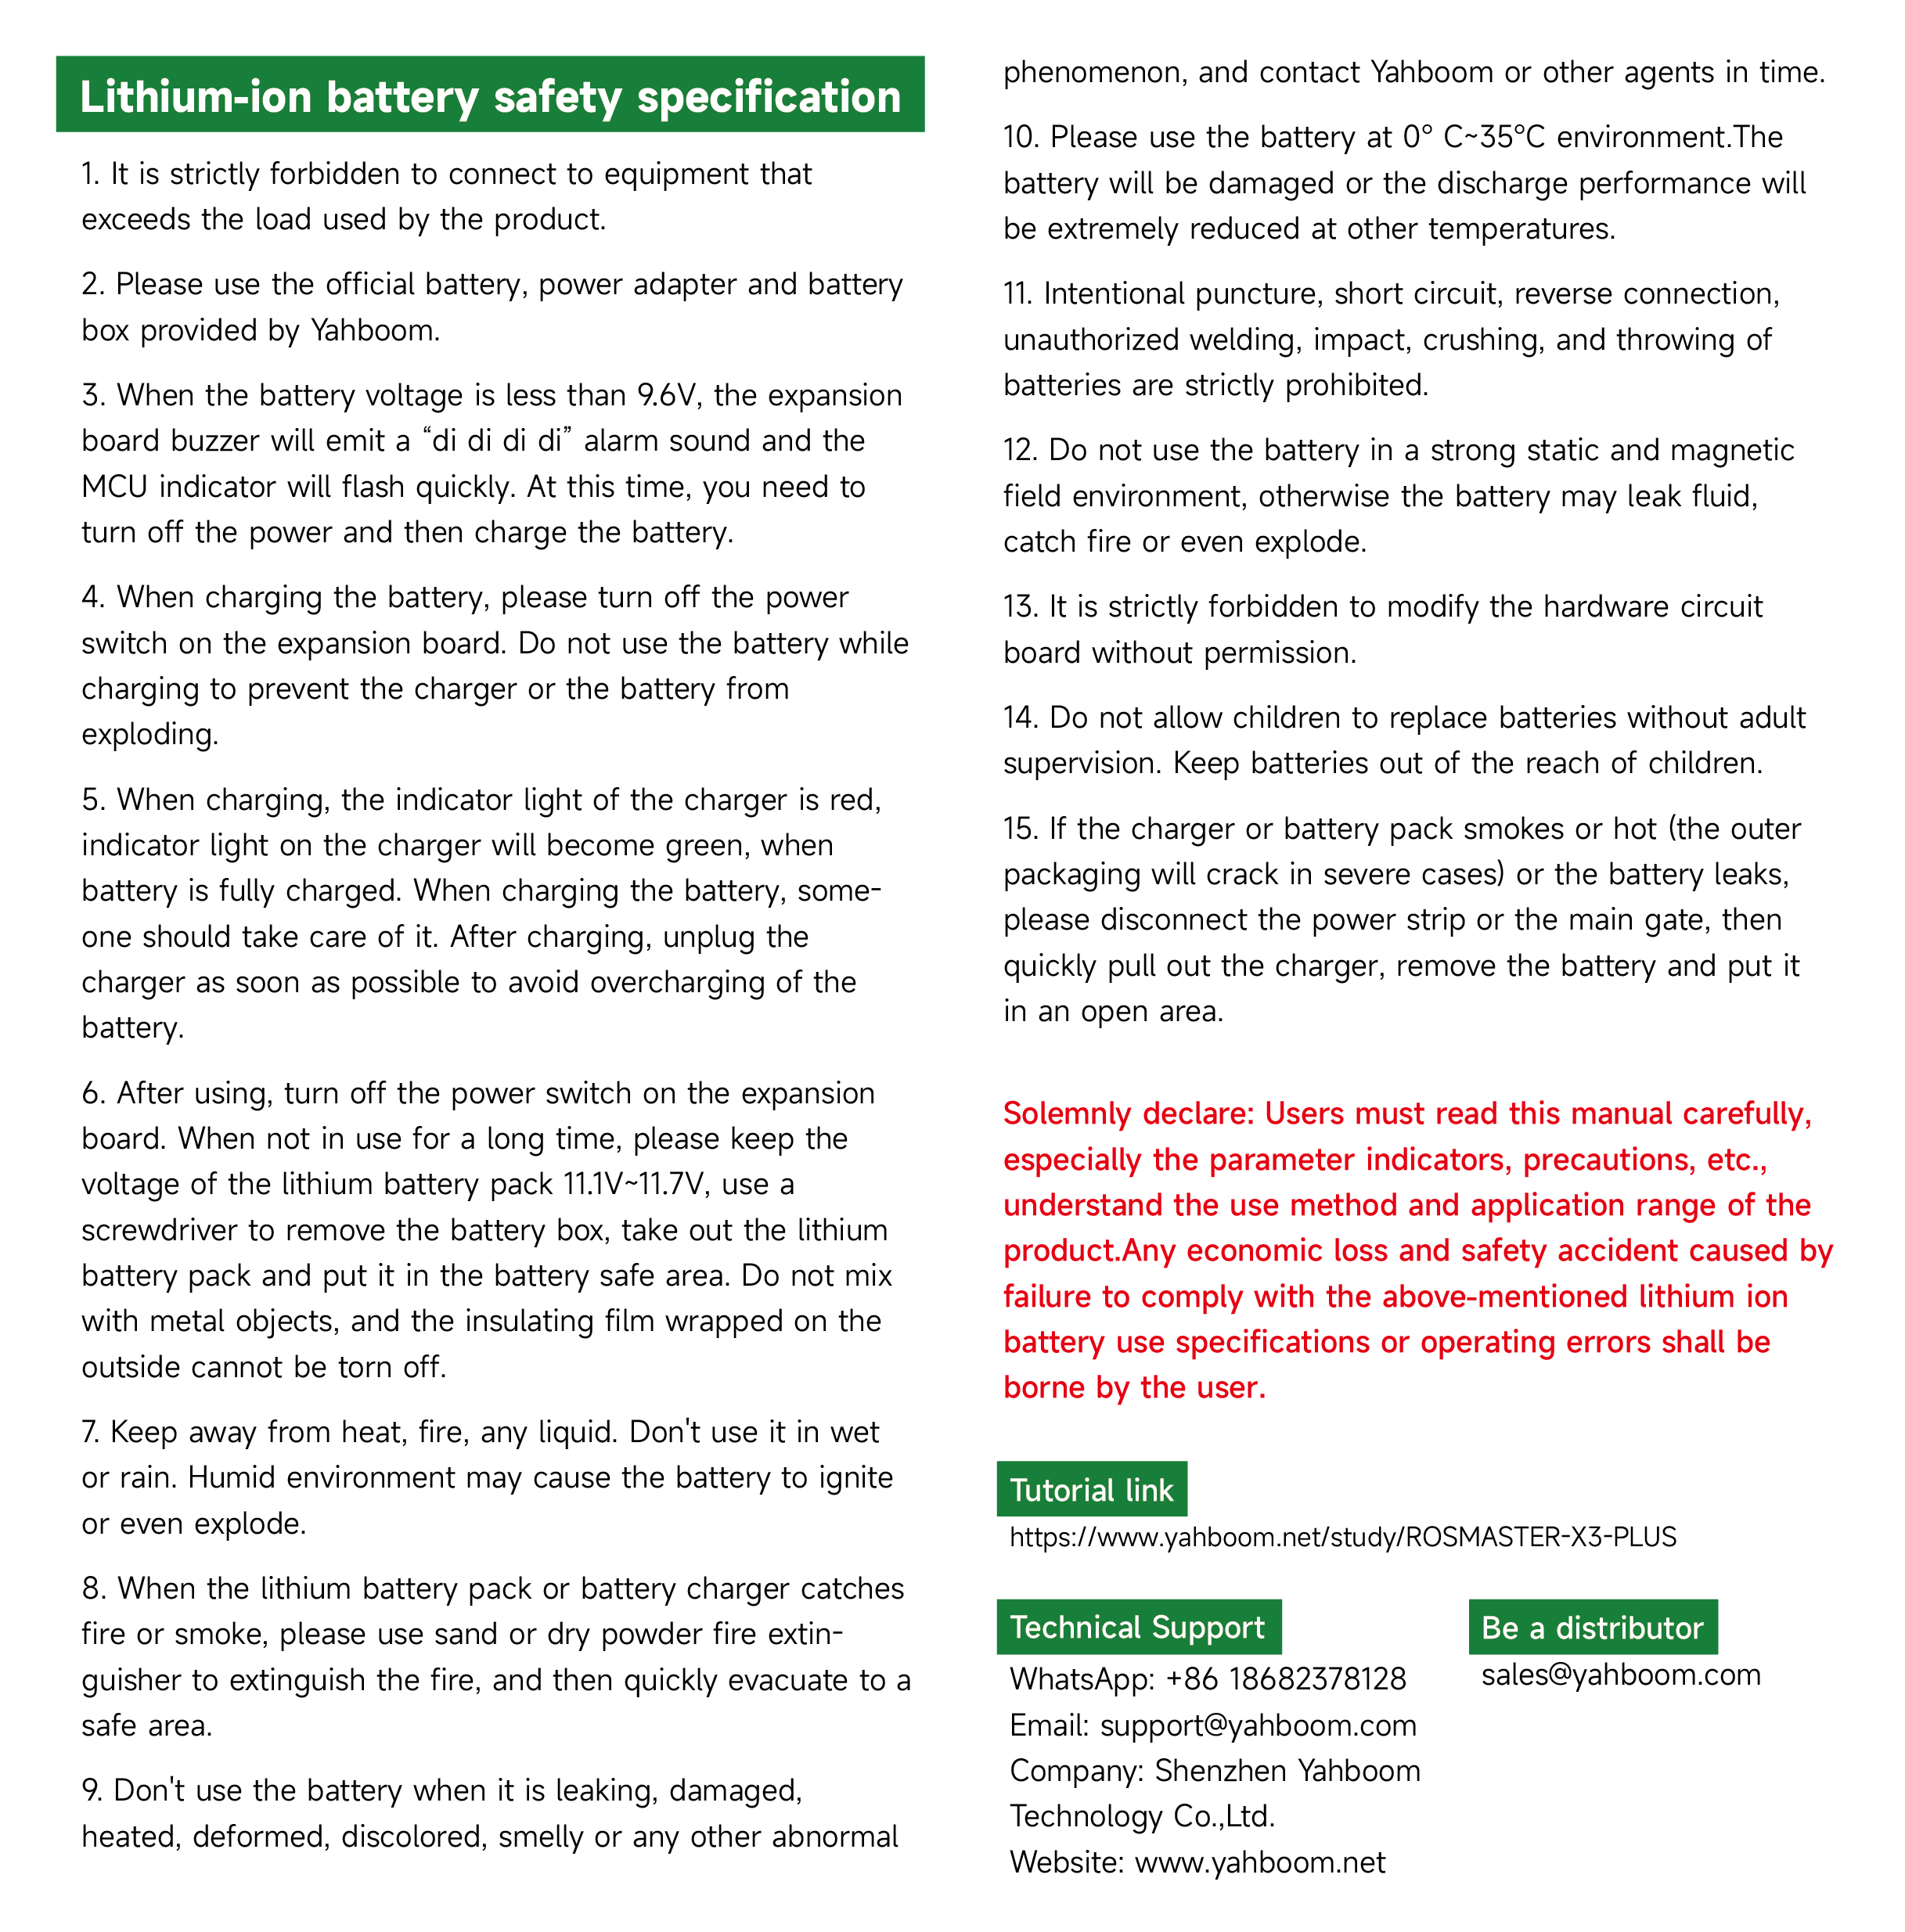 Lithium-ion battery safety specification
1. It is strictly forbidden to connect to equipment that
exceeds the load used by the product.
2. Please use the official battery, power adapter and battery
box provided by Yahboom.
3. When the battery voltage is less than 9.6V, the expansion
board buzzer will emit a “di di di di” alarm sound and the
MCU indicator will flash quickly. At this time, you need to
turn off the power and then charge the battery.
4. When charging the battery, please turn off the power
switch on the expansion board. Do not use the battery while
charging to prevent the charger or the battery from
exploding.
5. When charging, the indicator light of the charger is red,
indicator light on the charger will become green, when
battery is fully charged. When charging the battery, some-
one should take care of it. After charging, unplug the
charger as soon as possible to avoid overcharging of the
battery.
6. After using, turn off the power switch on the expansion
board. When not in use for a long time, please keep the
voltage of the lithium battery pack 11.1V~11.7V, use a
screwdriver to remove the battery box, take out the lithium
battery pack and put it in the battery safe area. Do not mix
with metal objects, and the insulating film wrapped on the
outside cannot be torn off.
7. Keep away from heat, fire, any liquid. Don't use it in wet
or rain. Humid environment may cause the battery to ignite
or even explode.
8. When the lithium battery pack or battery charger catches
fire or smoke, please use sand or dry powder fire extin-
guisher to extinguish the fire, and then quickly evacuate to a
safe area.
9. Don't use the battery when it is leaking, damaged,
heated, deformed, discolored, smelly or any other abnormal
phenomenon, and contact Yahboom or other agents in time.
10. Please use the battery at 0° C~35°C environment.The
battery will be damaged or the discharge performance will
be extremely reduced at other temperatures.
11. Intentional puncture, short circuit, reverse connection,
unauthorized welding, impact, crushing, and throwing of
batteries are strictly prohibited.
12. Do not use the battery in a strong static and magnetic
field environment, otherwise the battery may leak fluid,
catch fire or even explode.
13. It is strictly forbidden to modify the hardware circuit
board without permission.
14. Do not allow children to replace batteries without adult
supervision. Keep batteries out of the reach of children.
15. If the charger or battery pack smokes or hot (the outer
packaging will crack in severe cases) or the battery leaks,
please disconnect the power strip or the main gate, then
quickly pull out the charger, remove the battery and put it
in an open area.
Solemnly declare: Users must read this manual carefully,
especially the parameter indicators, precautions, etc.,
understand the use method and application range of the
product.Any economic loss and safety accident caused by
failure to comply with the above-mentioned lithium ion
battery use specifications or operating errors shall be
borne by the user.
Tutorial link
https://www.yahboom.net/study/ROSMASTER-X3-PLUS
Technical Support
WhatsApp: +86 18682378128
Email: support@yahboom.com
Company: Shenzhen Yahboom
Technology Co.,Ltd.
Website: www.yahboom.net
Be a distributor
sales@yahboom.com